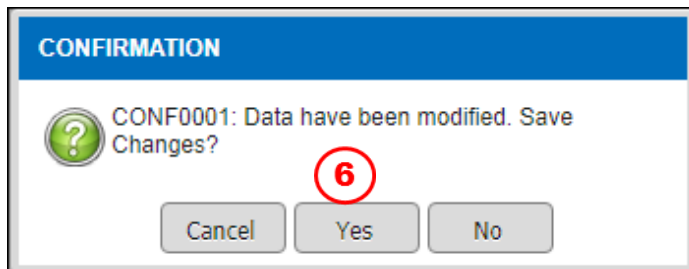 CONFIRMATION
CONF0001: Data have been modified. Save
Changes?
6
Cancel Yes No